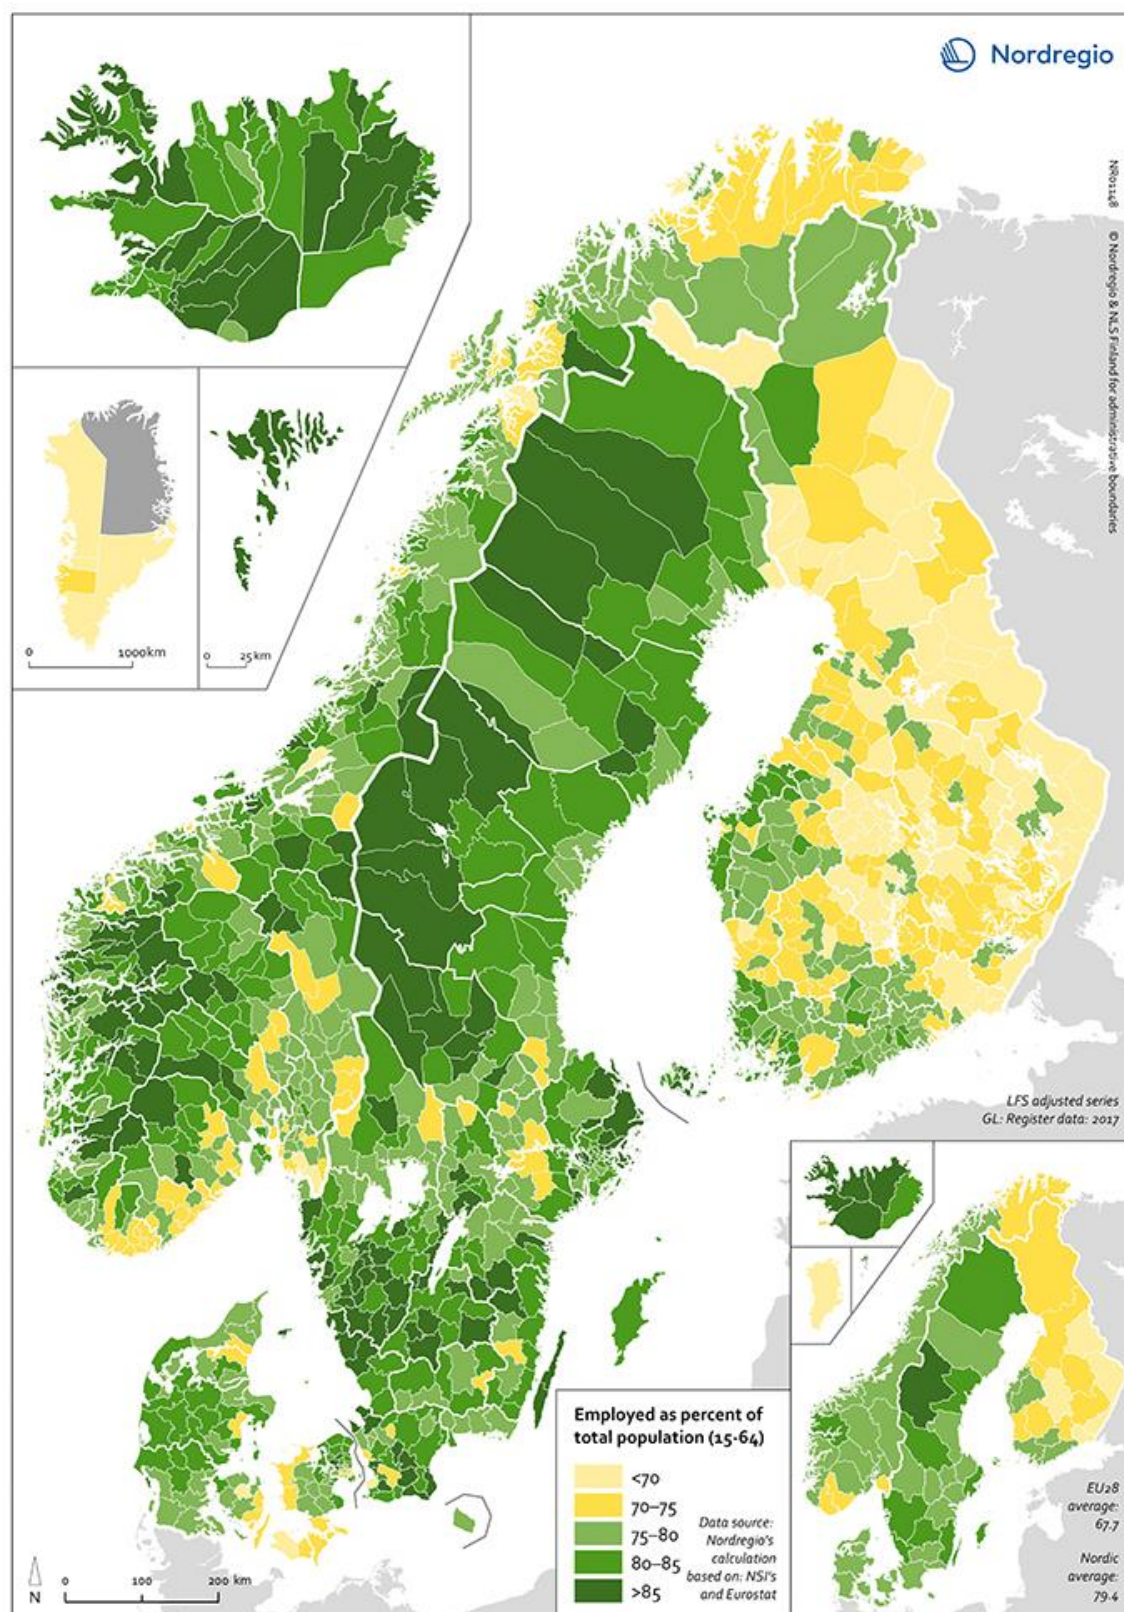 Nordregio
NR01148
© Nordregio & NLS Finland for administrative boundaries
0 1000km
0 25km
LFS adjusted series
GL: Register data: 2017
Employed as percent of
total population (15-64)
<70
70–75
75–80
80–85
>85
Data source:
Nordregio's
calculation
based on: NSI's
and Eurostat
EU28
average:
67.7
Nordic
average:
79.4
N
0 100 200 km